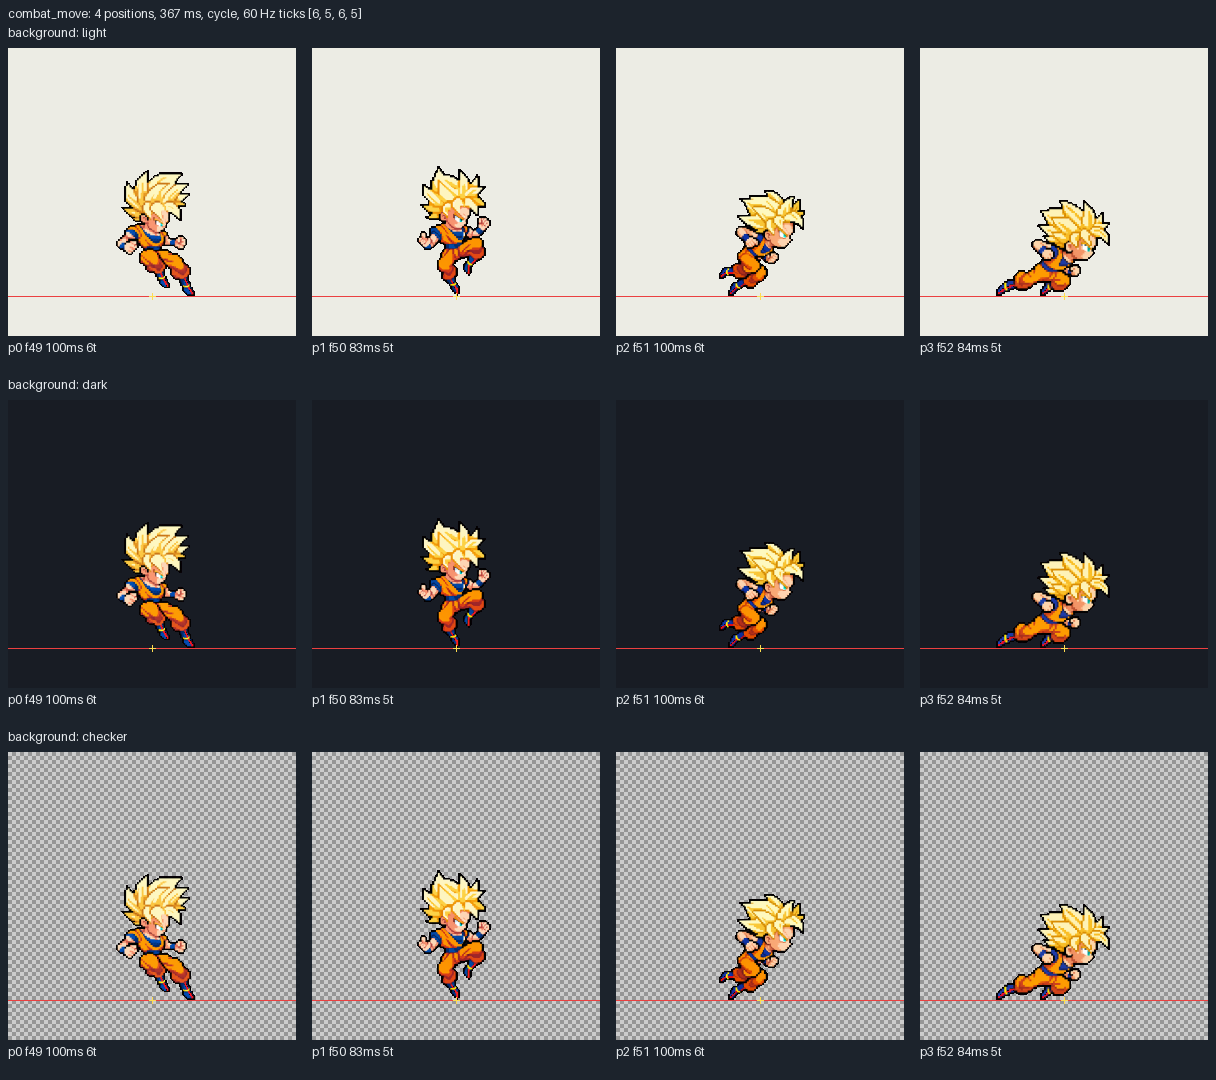 combat_move: 4 positions, 367 ms, cycle, 60 Hz ticks [6, 5, 6, 5]
background: light
p0 f49 100ms 6t
p1 f50 83ms 5t
p2 f51 100ms 6t
p3 f52 84ms 5t
background: dark
p0 f49 100ms 6t
p1 f50 83ms 5t
p2 f51 100ms 6t
p3 f52 84ms 5t
background: checker
p0 f49 100ms 6t
p1 f50 83ms 5t
p2 f51 100ms 6t
p3 f52 84ms 5t